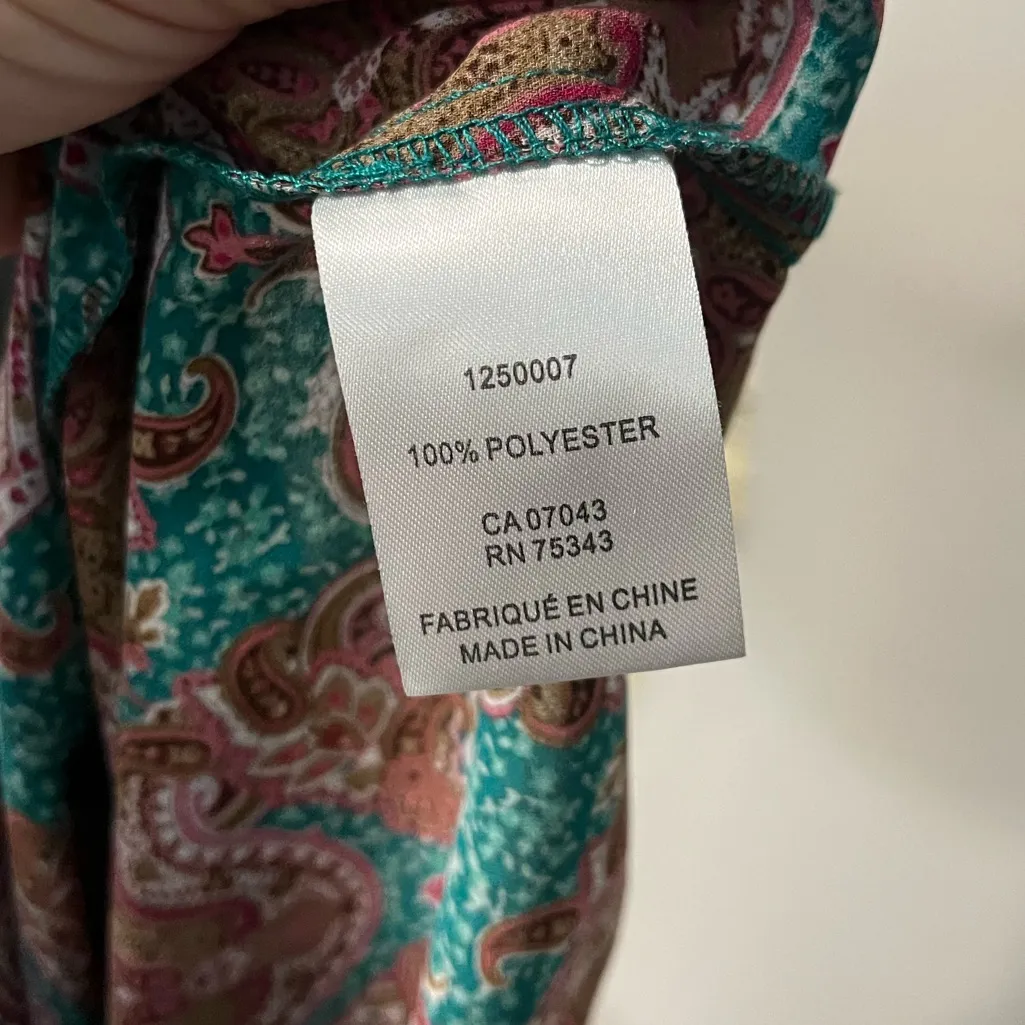 1250007
100% POLYESTER
CA 07043
RN 75343
FABRIQUÉ EN CHINE
MADE IN CHINA